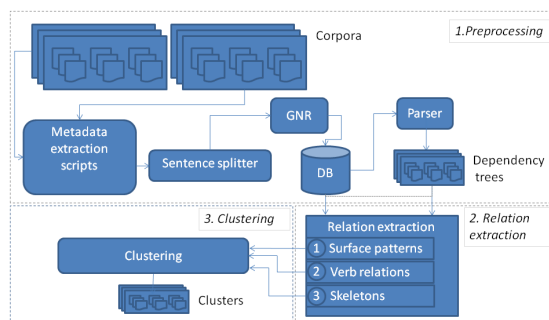 1.Preprocessing
Corpora
GNR
Parser
Metadata
extraction
scripts
Sentence splitter
DB
Dependency
trees
3. Clustering
2. Relation
extraction
Relation extraction
1 Surface patterns
2 Verb relations
3 Skeletons
Clustering
Clusters